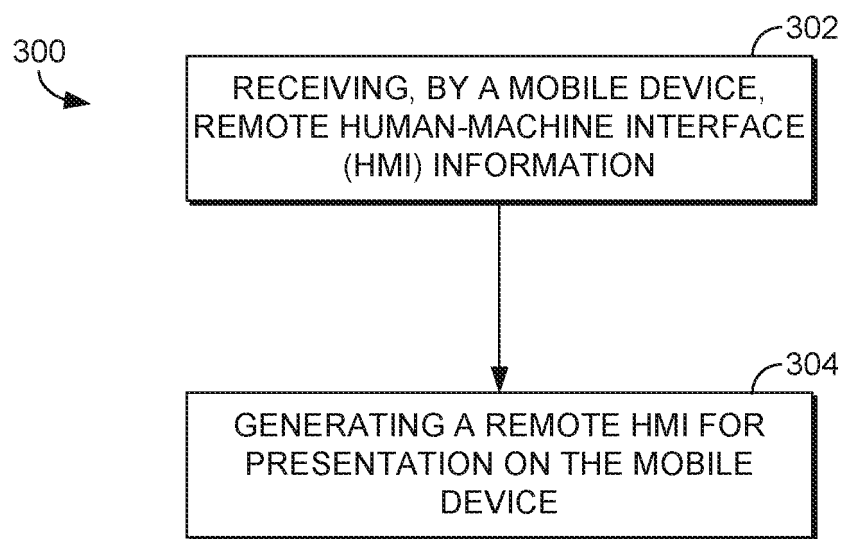 300
302
RECEIVING, BY A MOBILE DEVICE,
REMOTE HUMAN-MACHINE INTERFACE
(HMI) INFORMATION
304
GENERATING A REMOTE HMI FOR
PRESENTATION ON THE MOBILE
DEVICE